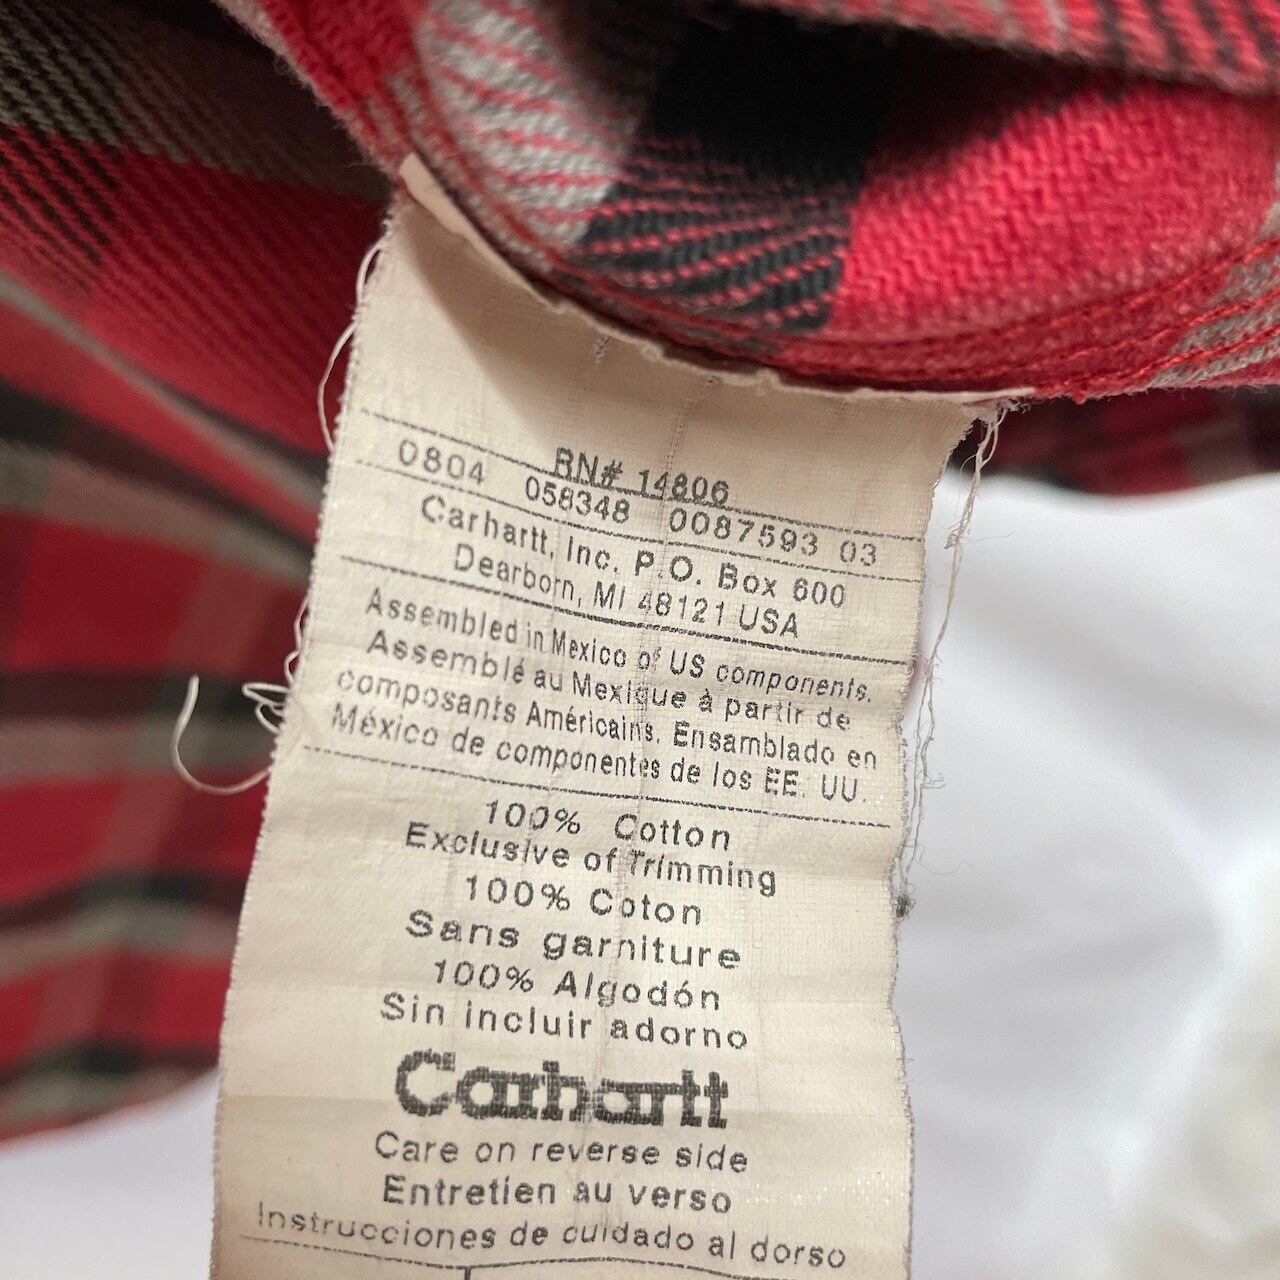 RN# 14806
0804 058348 0087593 03
Carhartt, Inc. P.O. Box 600
Dearborn, MI 48121 USA
Assembled in Mexico of US components.
Assemblé au Mexique à partir de
composants Américains. Ensamblado en
México de componentes de los EE. UU.
100% Cotton
Exclusive of Trimming
100% Coton
Sans garniture
100% Algodón
Sin incluir adorno
Carhartt
Care on reverse side
Entretien au verso
Instrucciones de cuidado al dorso